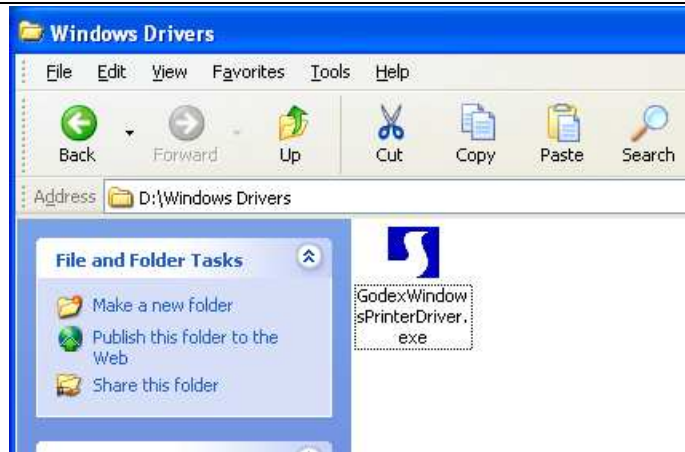 Windows Drivers
File Edit View Favorites Tools Help
Back Forward Up Cut Copy Paste Search
Address D:\Windows Drivers
File and Folder Tasks
Make a new folder
Publish this folder to the
Web
Share this folder
GodexWindow
sPrinterDriver.
exe